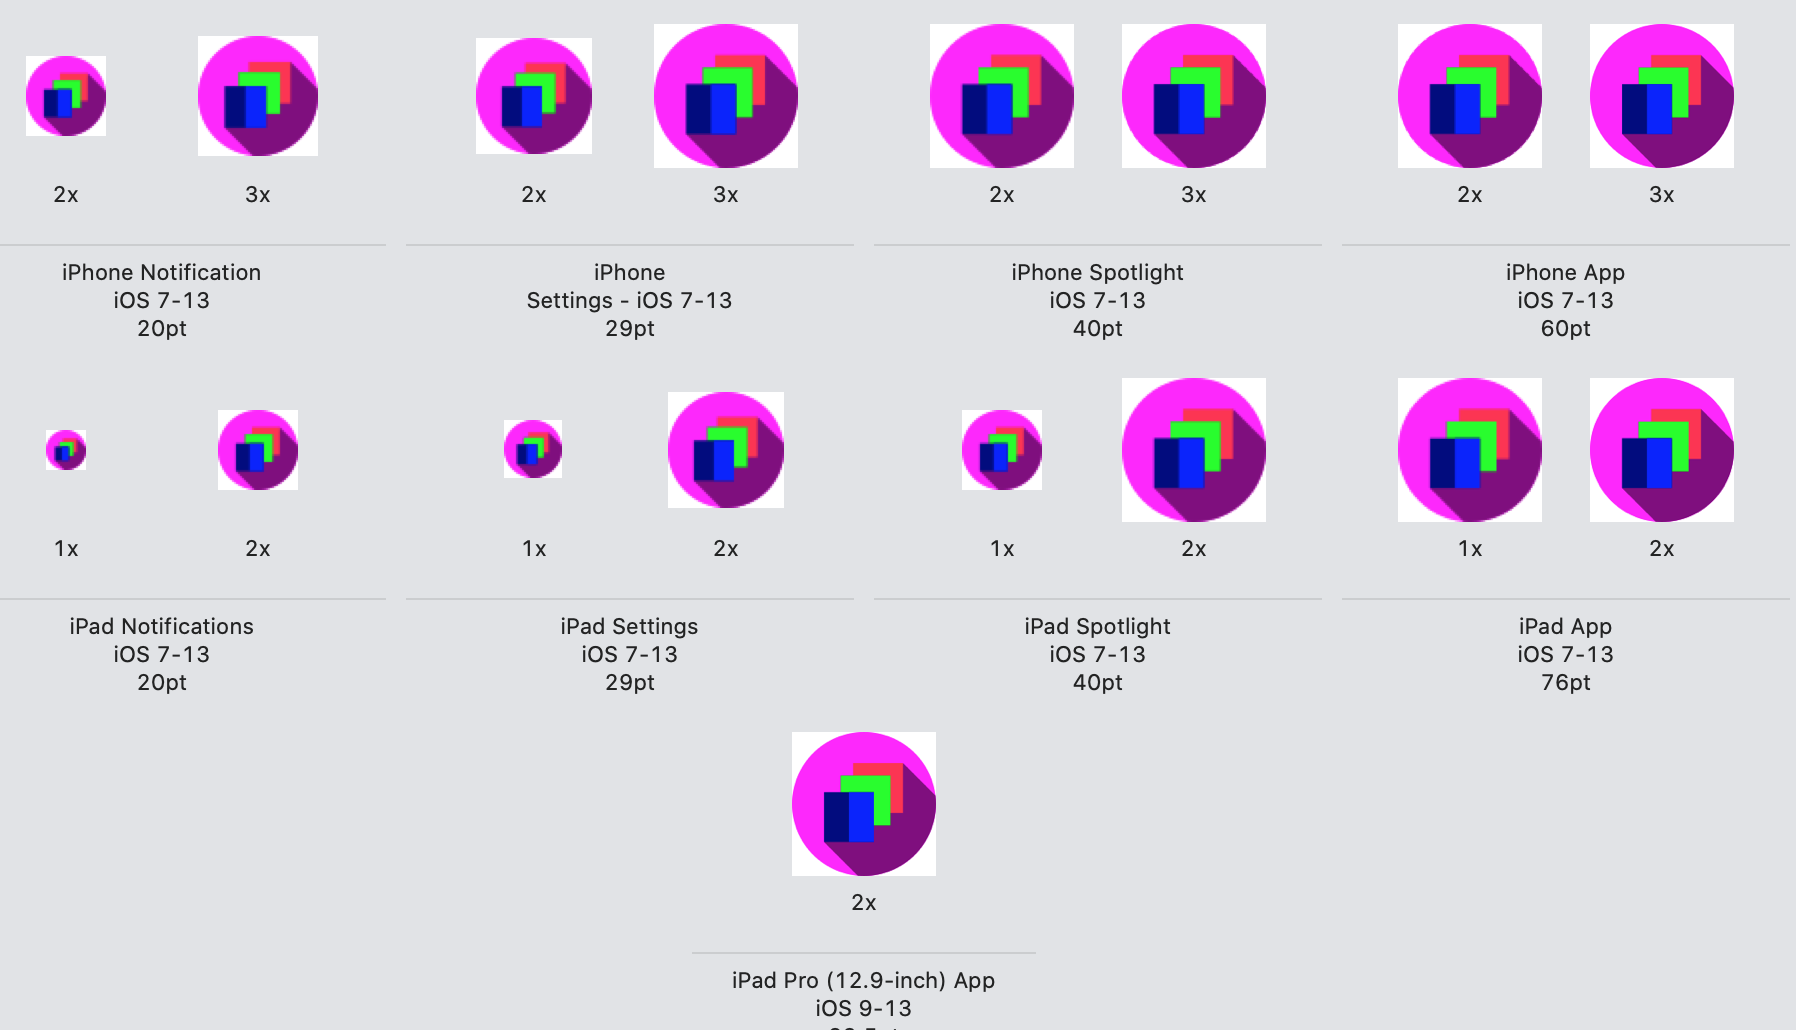 2x 3x 2x 3x 2x 3x 2x 3x
iPhone Notification
iOS 7-13
20pt
iPhone
Settings - iOS 7-13
29pt
iPhone Spotlight
iOS 7-13
40pt
iPhone App
iOS 7-13
60pt
1x 2x 1x 2x 1x 2x 1x 2x
iPad Notifications
iOS 7-13
20pt
iPad Settings
iOS 7-13
29pt
iPad Spotlight
iOS 7-13
40pt
iPad App
iOS 7-13
76pt
2x
iPad Pro (12.9-inch) App
iOS 9-13